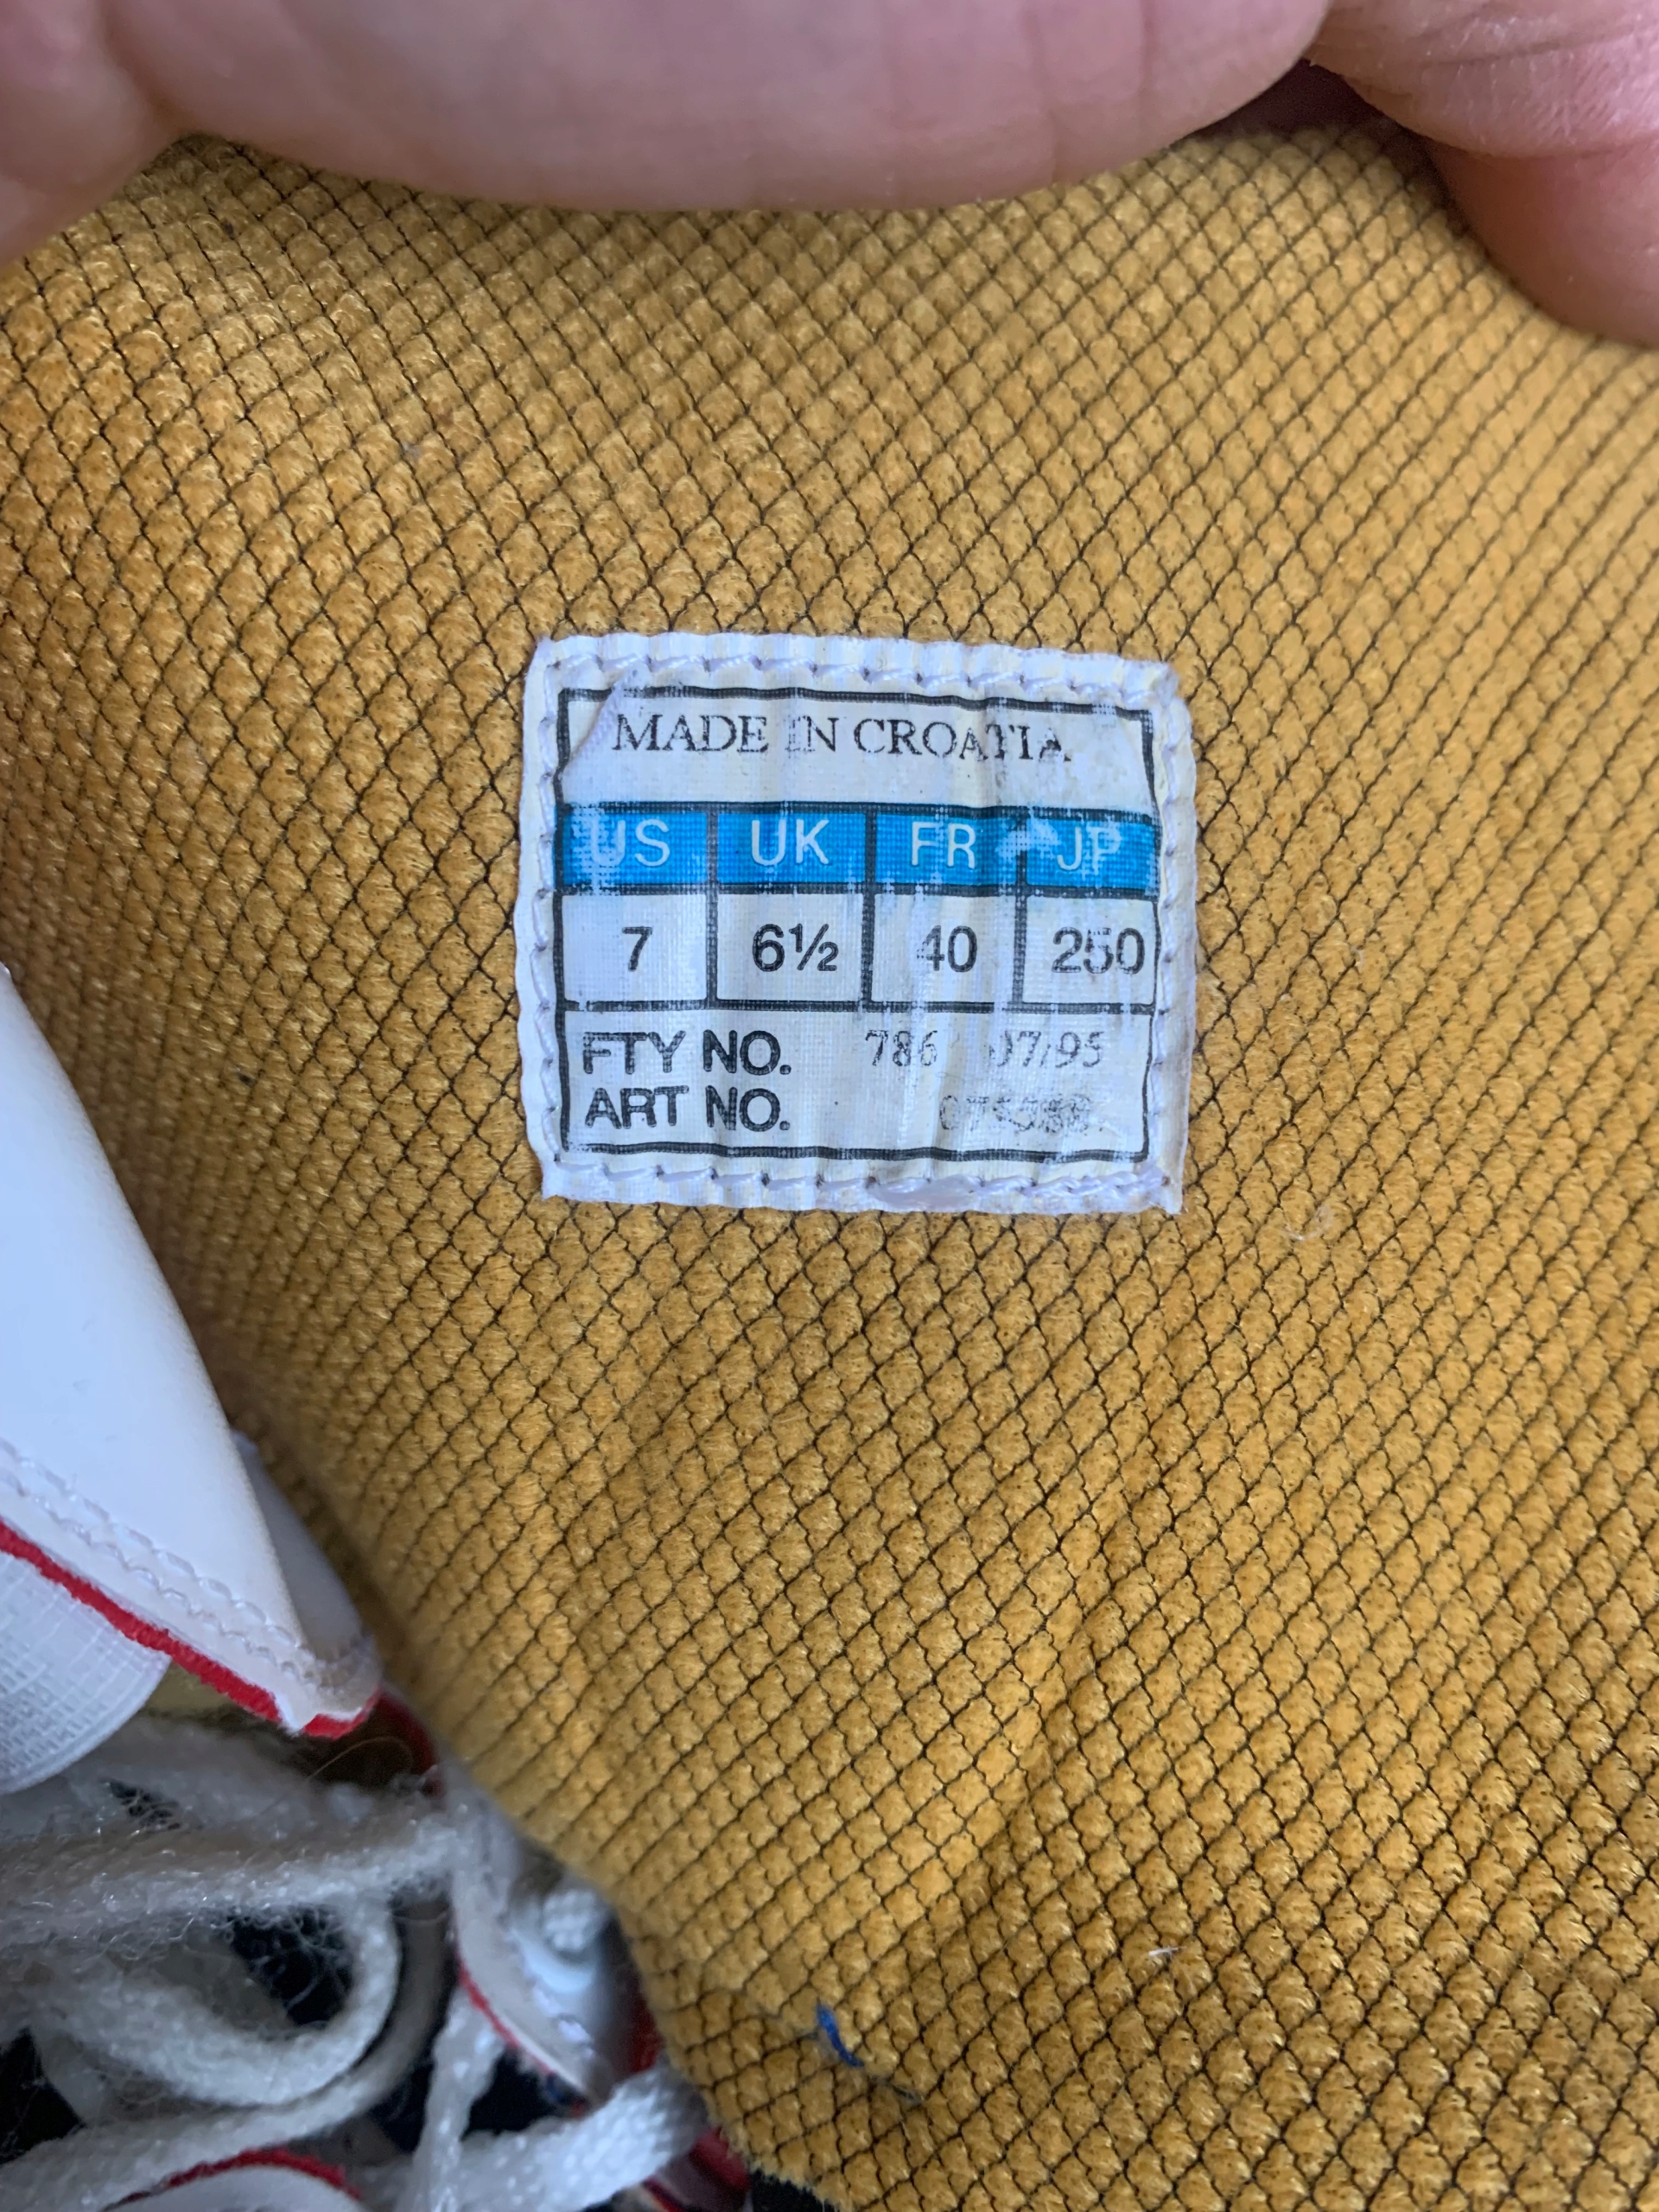 MADE IN CROATIA
US UK FR JP
7 6½ 40 250
FTY NO. 786 07/95
ART NO.